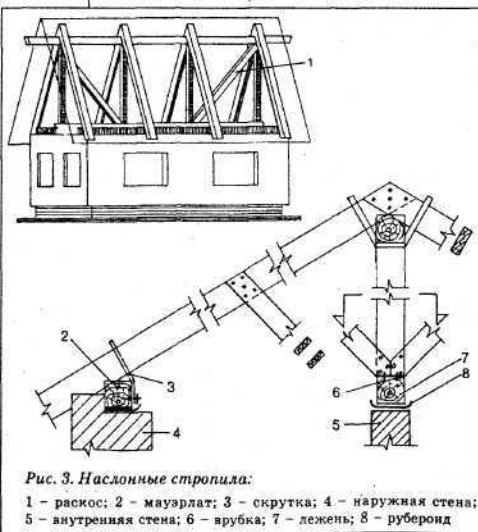 1
2
3
4
5
6
7
8
Рис. 3. Наслонные стропила:
1 – раскос; 2 – мауэрлат; 3 – скрутка; 4 – наружная стена;
5 – внутренняя стена; 6 – врубка; 7 – лежень; 8 – рубероид